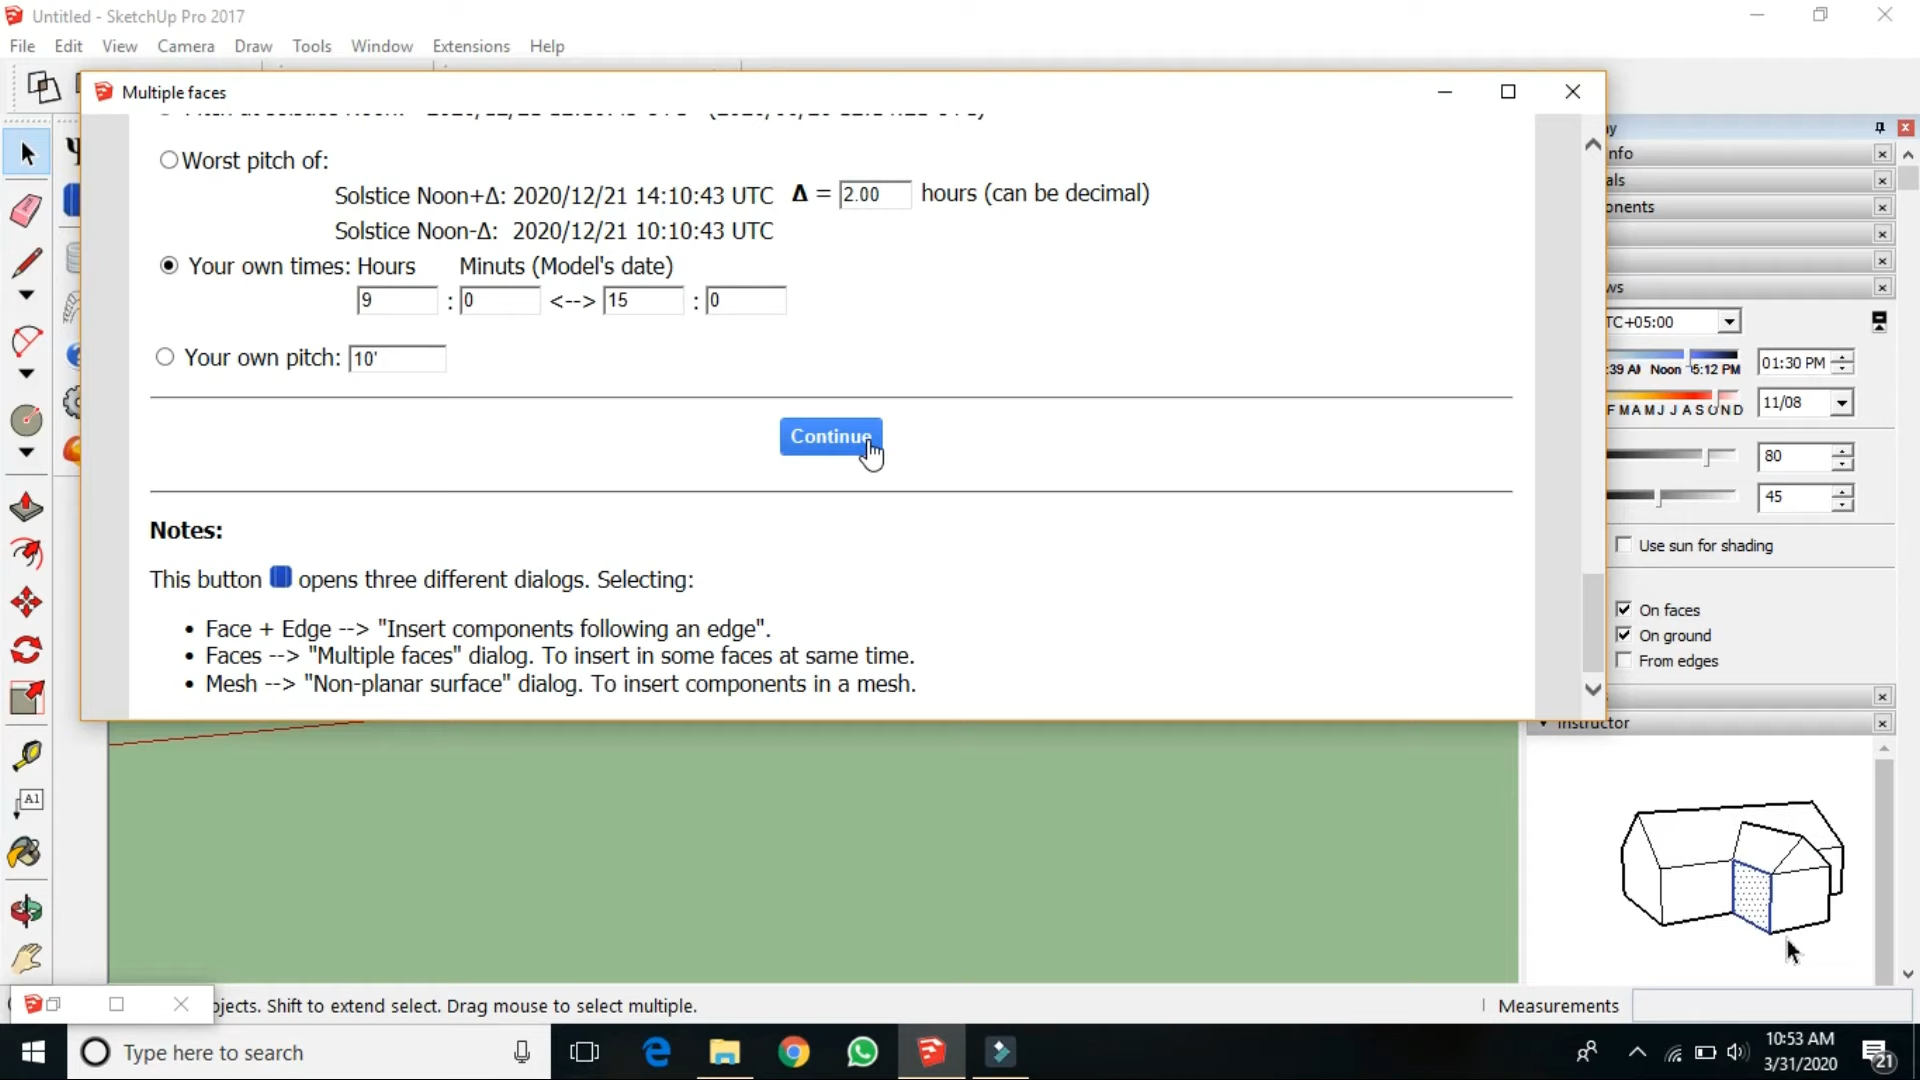 Untitled - SketchUp Pro 2017
File Edit View Camera Draw Tools Window Extensions Help
Multiple faces
Worst pitch of:
Solstice Noon+Δ: 2020/12/21 14:10:43 UTC Δ = 2.00 hours (can be decimal)
Solstice Noon-Δ: 2020/12/21 10:10:43 UTC
Your own times: Hours Minuts (Model's date)
9 : 0 <--> 15 : 0
Your own pitch: 10'
Continue
Notes:
This button opens three different dialogs. Selecting:
• Face + Edge --> "Insert components following an edge".
• Faces --> "Multiple faces" dialog. To insert in some faces at same time.
• Mesh --> "Non-planar surface" dialog. To insert components in a mesh.
nfo
als
onents
ws
TC+05:00
01:30 PM
:39 AM Noon 05:12 PM
F M A M J J A S O N D
11/08
80
45
Use sun for shading
On faces
On ground
From edges
Instructor
A1
bjects. Shift to extend select. Drag mouse to select multiple.
Measurements
Type here to search
10:53 AM
3/31/2020
21